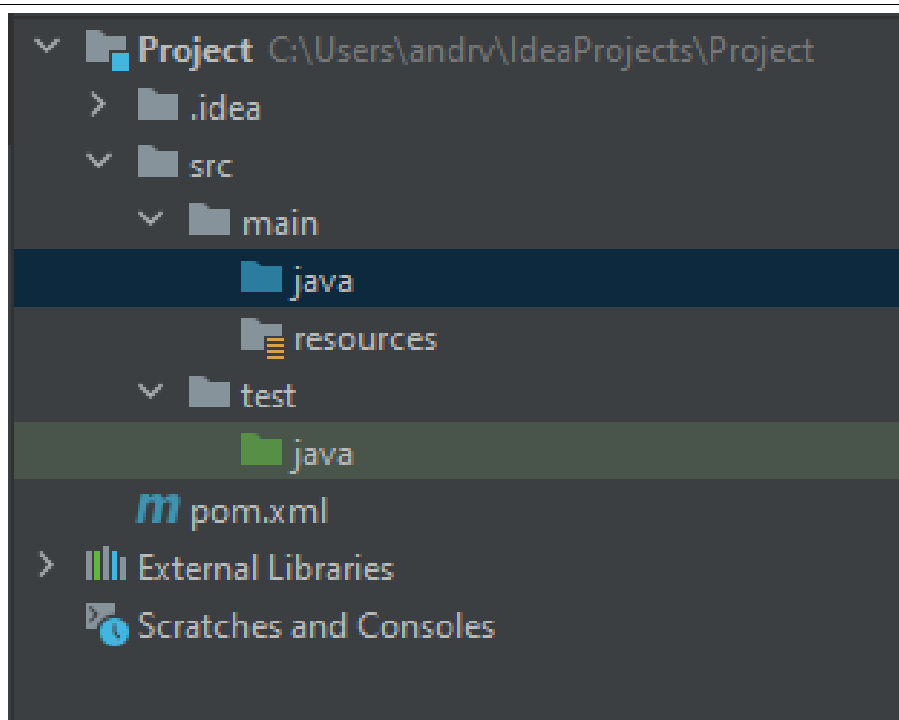 Project C:\Users\andrv\IdeaProjects\Project
.idea
src
main
java
resources
test
java
pom.xml
External Libraries
Scratches and Consoles